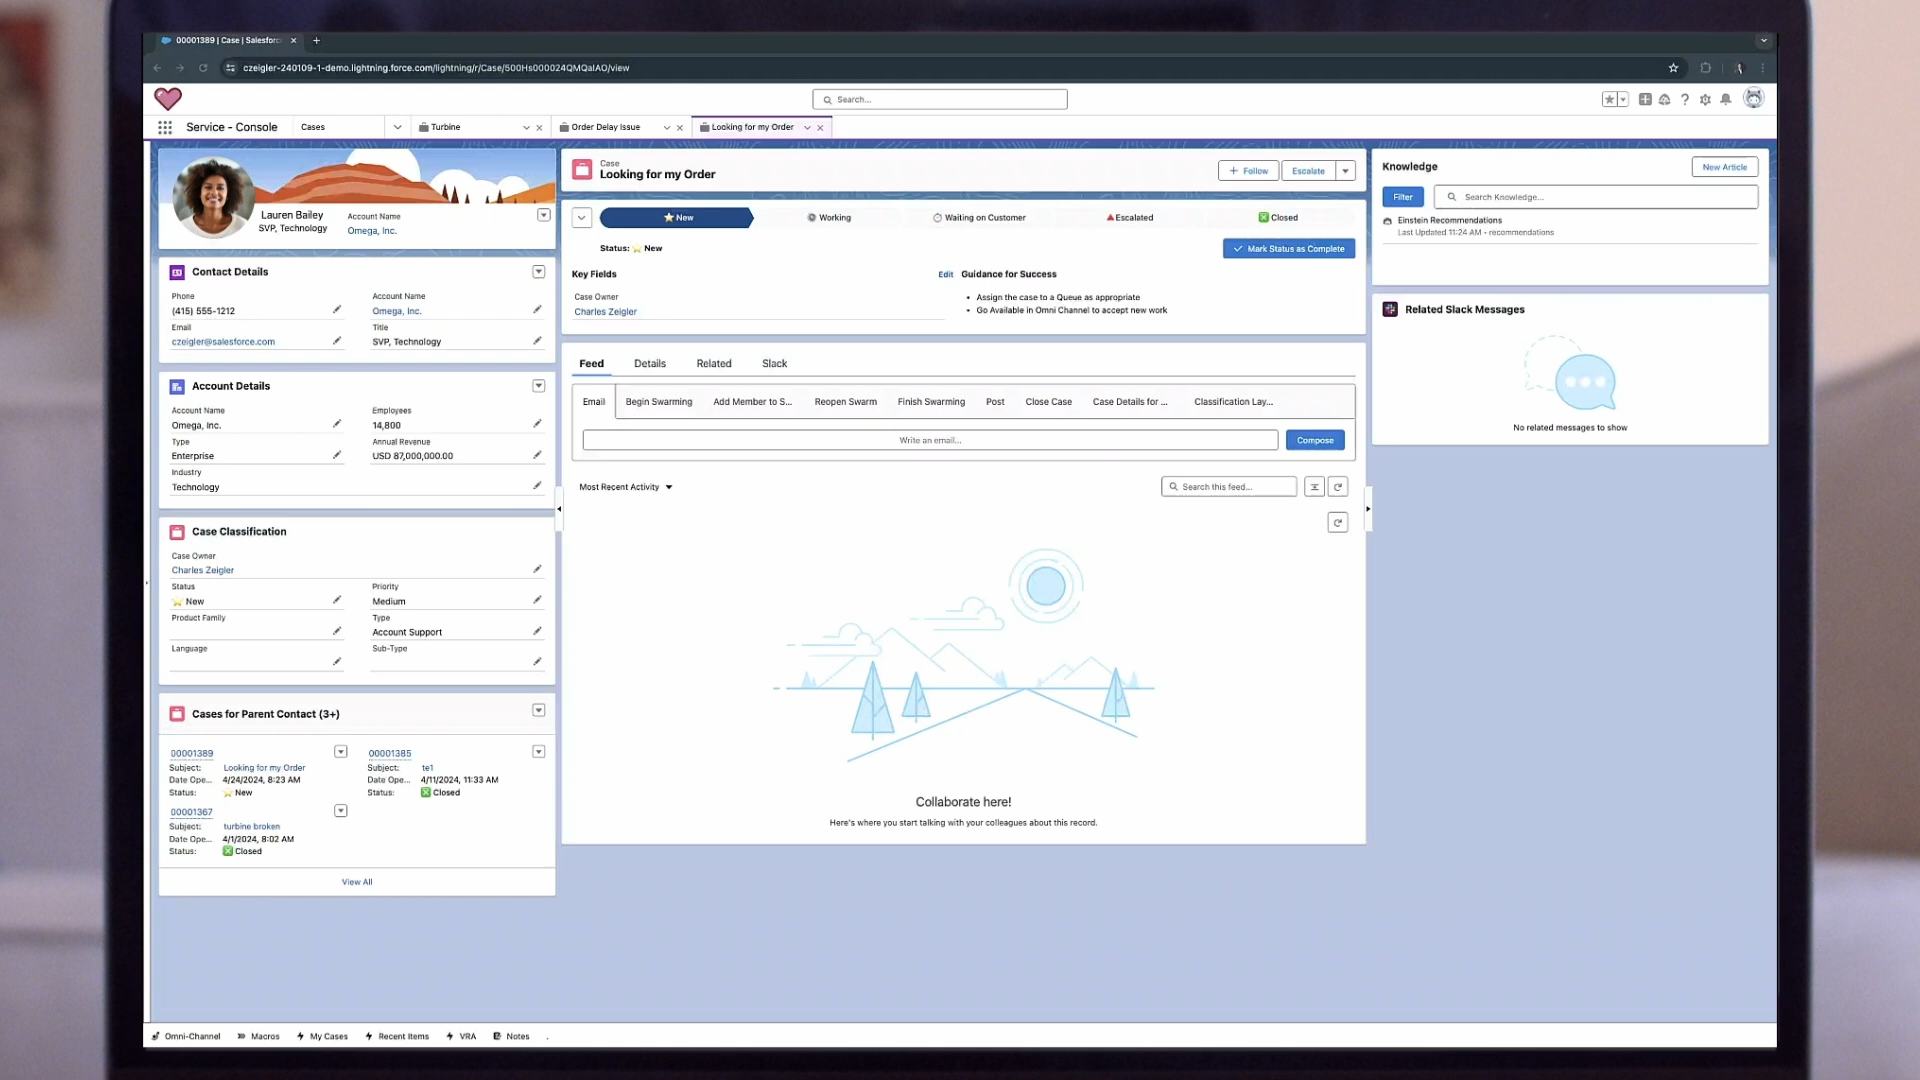 00001389 | Case | Salesforc
czeigler-240109-1-demo.lightning.force.com/lightning/r/Case/500Hs000024QMQaIAO/view
Search...
Service - Console
Cases
Turbine
Order Delay Issue
Looking for my Order
Lauren Bailey
SVP, Technology
Account Name
Omega, Inc.
Contact Details
Phone
Account Name
(415) 555-1212
Omega, Inc.
Email
Title
czeigler@salesforce.com
SVP, Technology
Account Details
Account Name
Employees
Omega, Inc.
14,800
Type
Annual Revenue
Enterprise
USD 87,000,000.00
Industry
Technology
Case Classification
Case Owner
Charles Zeigler
Status
Priority
New
Medium
Product Family
Type
Account Support
Language
Sub-Type
Cases for Parent Contact (3+)
00001389
Subject: Looking for my Order
Date Ope... 4/24/2024, 8:23 AM
Status: New
00001385
Subject: te1
Date Ope... 4/11/2024, 11:33 AM
Status: Closed
00001367
Subject: turbine broken
Date Ope... 4/1/2024, 8:02 AM
Status: Closed
View All
Case
Looking for my Order
Follow
Escalate
New
Working
Waiting on Customer
Escalated
Closed
Status: New
Mark Status as Complete
Key Fields
Edit
Case Owner
Charles Zeigler
Guidance for Success
• Assign the case to a Queue as appropriate
• Go Available in Omni Channel to accept new work
Feed
Details
Related
Slack
Email
Begin Swarming
Add Member to S...
Reopen Swarm
Finish Swarming
Post
Close Case
Case Details for ...
Classification Lay...
Write an email...
Compose
Most Recent Activity
Search this feed...
Collaborate here!
Here's where you start talking with your colleagues about this record.
Knowledge
New Article
Filter
Search Knowledge...
Einstein Recommendations
Last Updated 11:24 AM • recommendations
Related Slack Messages
No related messages to show
Omni-Channel
Macros
My Cases
Recent Items
VRA
Notes